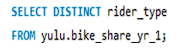 SELECT DISTINCT rider_type
FROM yulu.bike_share_yr_1;